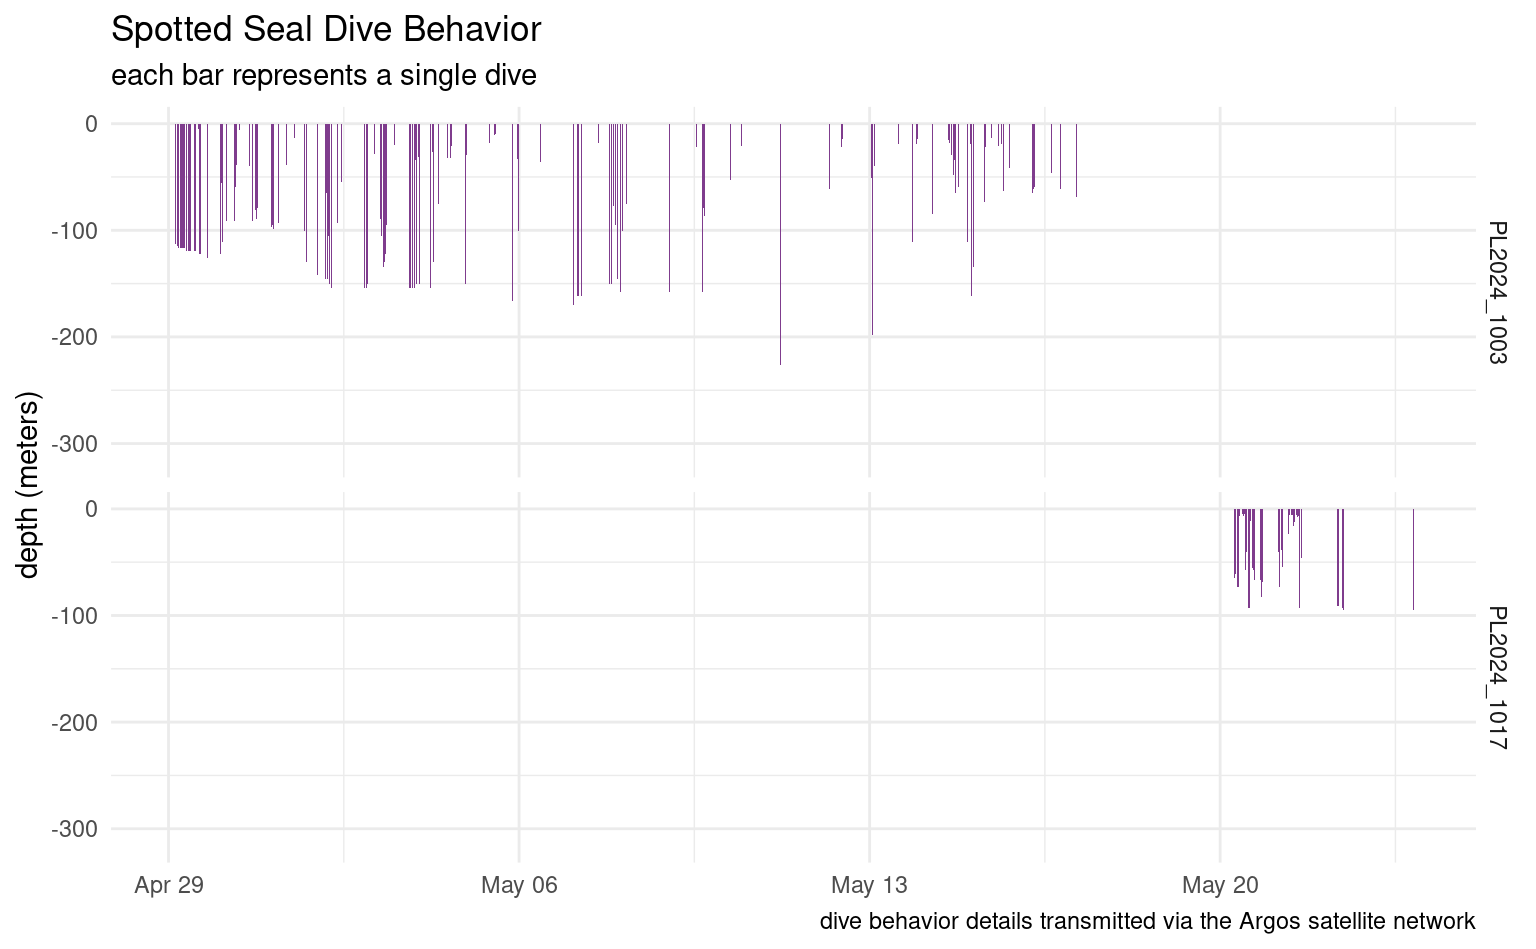 Spotted Seal Dive Behavior
each bar represents a single dive
depth (meters)
0
-100
-200
-300
PL2024_1003
0
-100
-200
-300
PL2024_1017
Apr 29
May 06
May 13
May 20
dive behavior details transmitted via the Argos satellite network